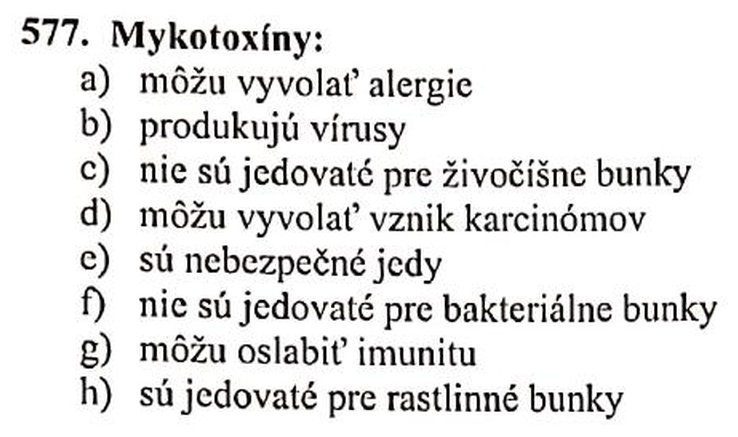 577. Mykotoxíny:
a) môžu vyvolať alergie
b) produkujú vírusy
c) nie sú jedovaté pre živočíšne bunky
d) môžu vyvolať vznik karcinómov
e) sú nebezpečné jedy
f) nie sú jedovaté pre bakteriálne bunky
g) môžu oslabiť imunitu
h) sú jedovaté pre rastlinné bunky